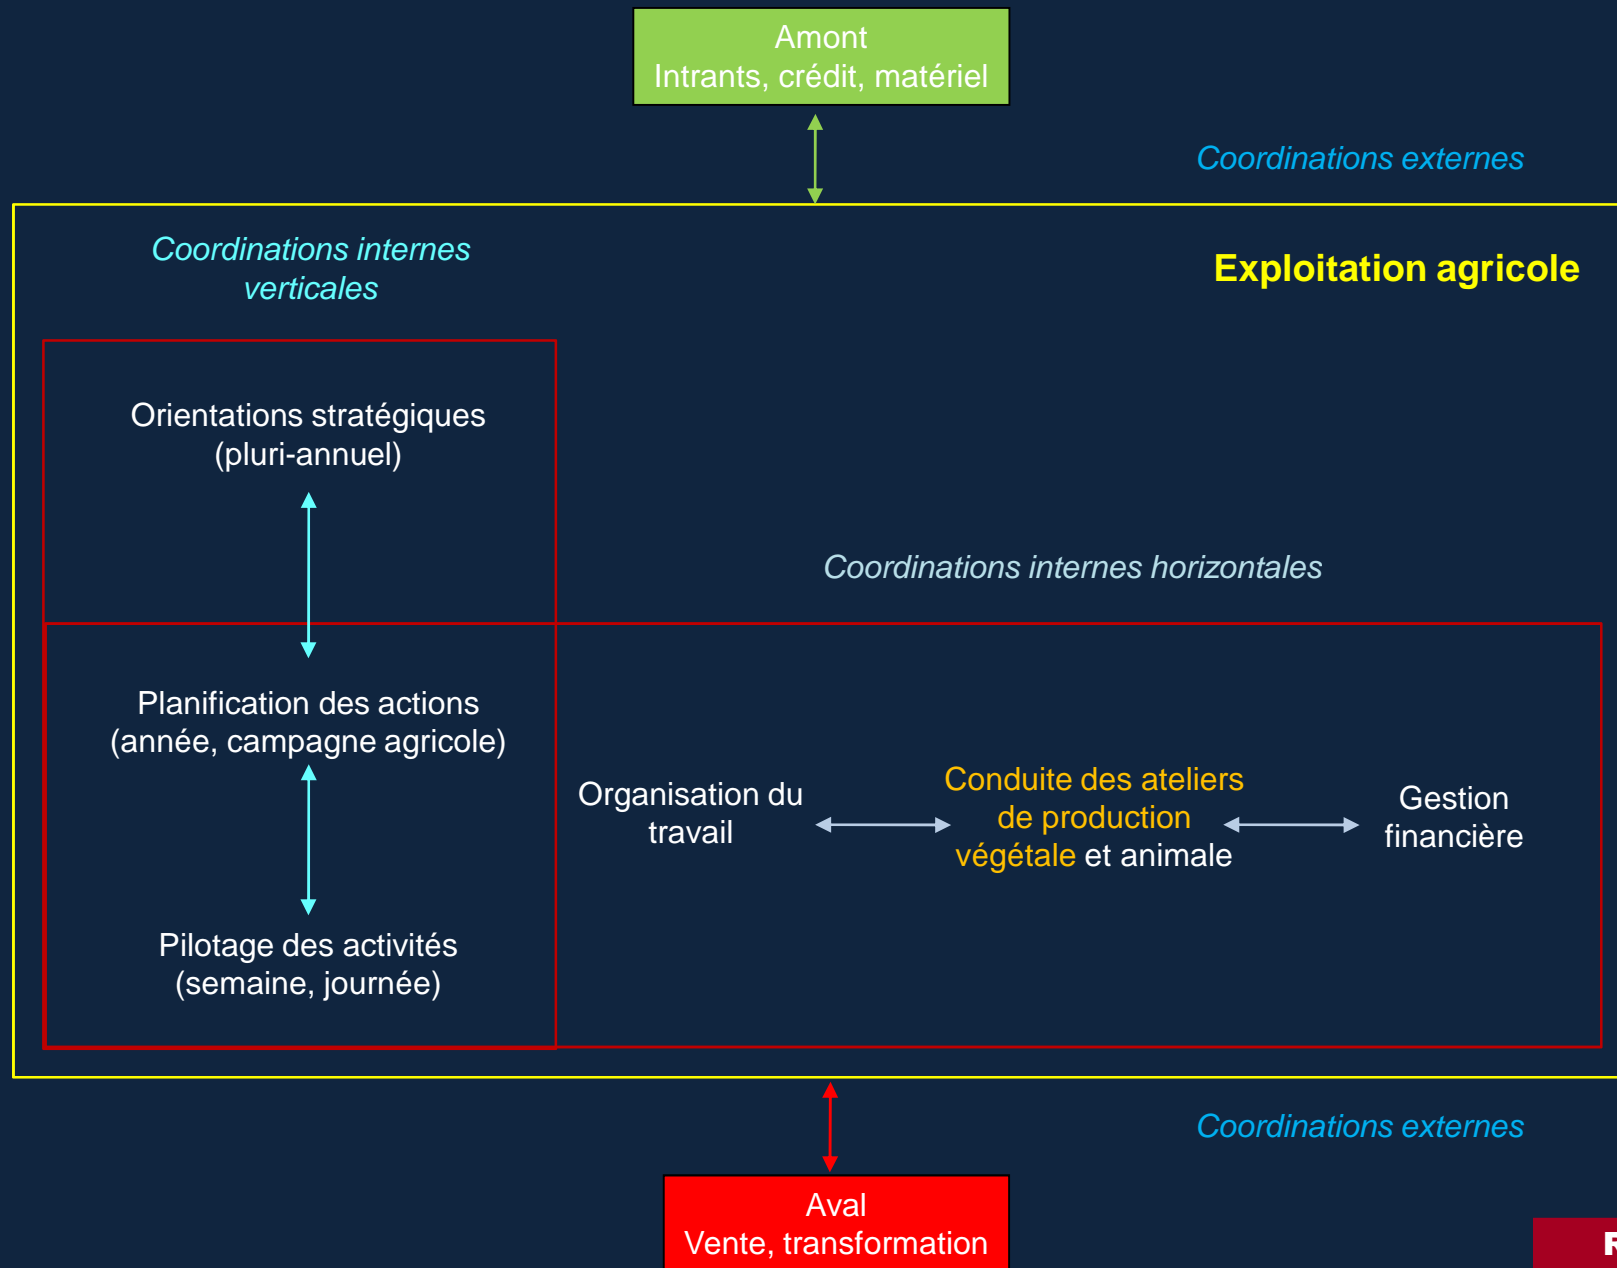 Amont
Intrants, crédit, matériel
Coordinations externes
Coordinations internes
verticales
Exploitation agricole
Orientations stratégiques
(pluri-annuel)
Coordinations internes horizontales
Planification des actions
(année, campagne agricole)
Organisation du
travail
Conduite des ateliers
de production
végétale et animale
Gestion
financière
Pilotage des activités
(semaine, journée)
Coordinations externes
Aval
Vente, transformation